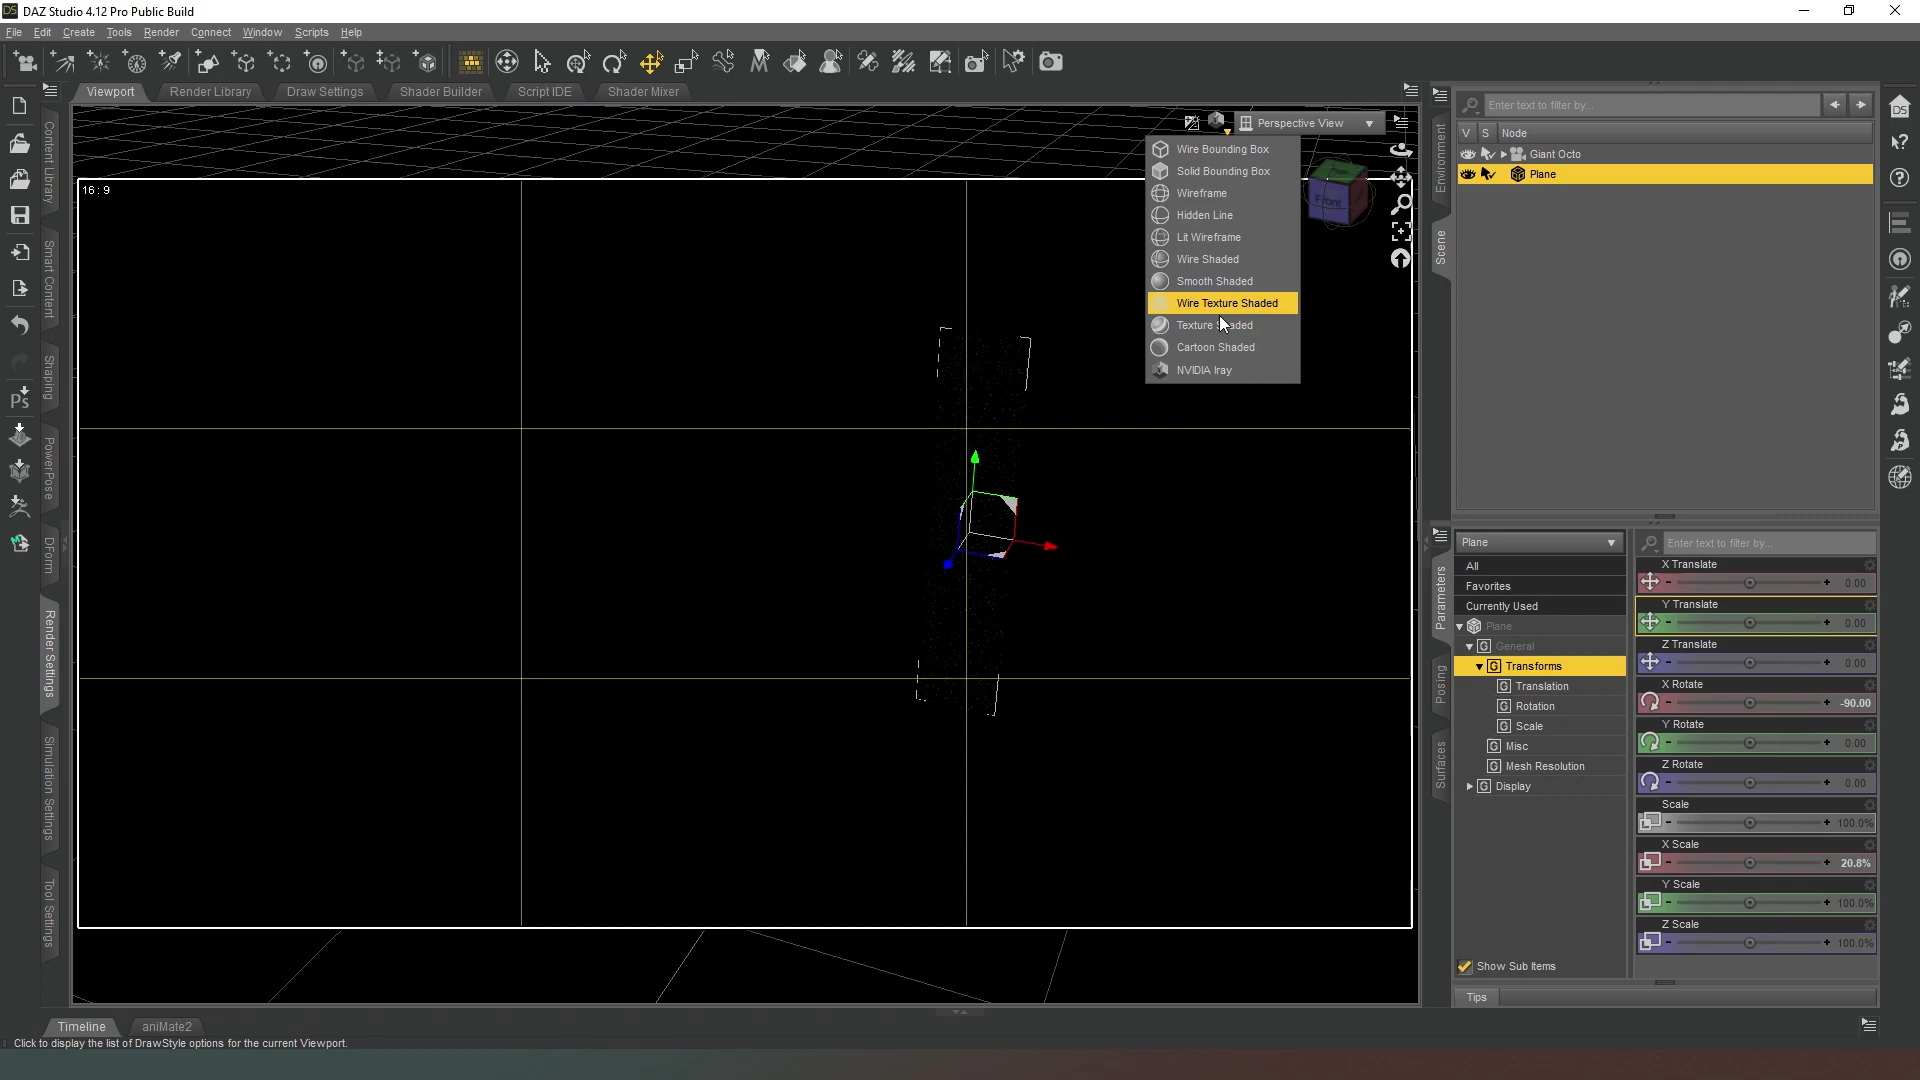 DAZ Studio 4.12 Pro Public Build
File Edit Create Tools Render Connect Window Scripts Help
Viewport Render Library Draw Settings Shader Builder Script IDE Shader Mixer
16 : 9
Perspective View
Wire Bounding Box
Solid Bounding Box
Wireframe
Hidden Line
Lit Wireframe
Wire Shaded
Smooth Shaded
Wire Texture Shaded
Texture Shaded
Cartoon Shaded
NVIDIA Iray
Front
Content Library
Smart Content
Shaping
PowerPose
DForm
Render Settings
Simulation Settings
Tool Settings
Environment
Scene
Enter text to filter by...
V S Node
Giant Octo
Plane
Parameters
Posing
Surfaces
Plane
All
Favorites
Currently Used
Plane
General
Transforms
Translation
Rotation
Scale
Misc
Mesh Resolution
Display
Show Sub Items
Enter text to filter by...
X Translate
0.00
Y Translate
0.00
Z Translate
0.00
X Rotate
-90.00
Y Rotate
0.00
Z Rotate
0.00
Scale
100.0%
X Scale
20.8%
Y Scale
100.0%
Z Scale
100.0%
Tips
Timeline aniMate2
Click to display the list of DrawStyle options for the current Viewport.